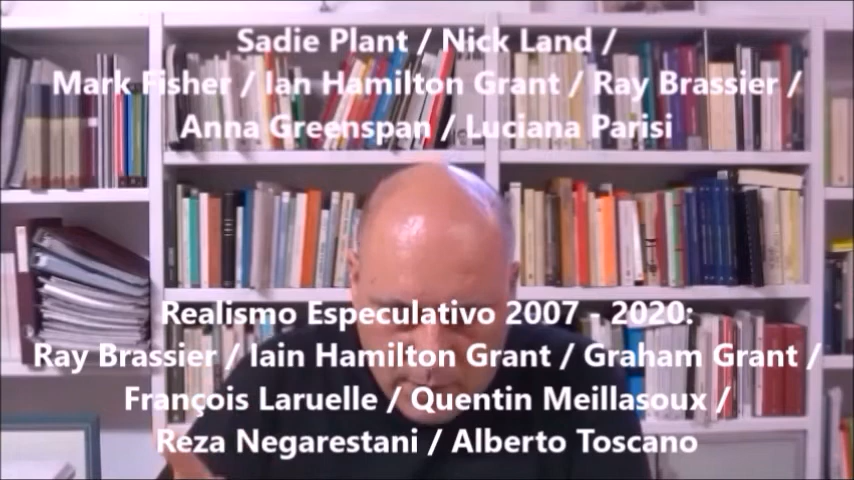 Sadie Plant / Nick Land /
Mark Fisher / Ian Hamilton Grant / Ray Brassier /
Anna Greenspan / Luciana Parisi
Realismo Especulativo 2007 - 2020:
Ray Brassier / Iain Hamilton Grant / Graham Grant /
François Laruelle / Quentin Meillasoux /
Reza Negarestani / Alberto Toscano